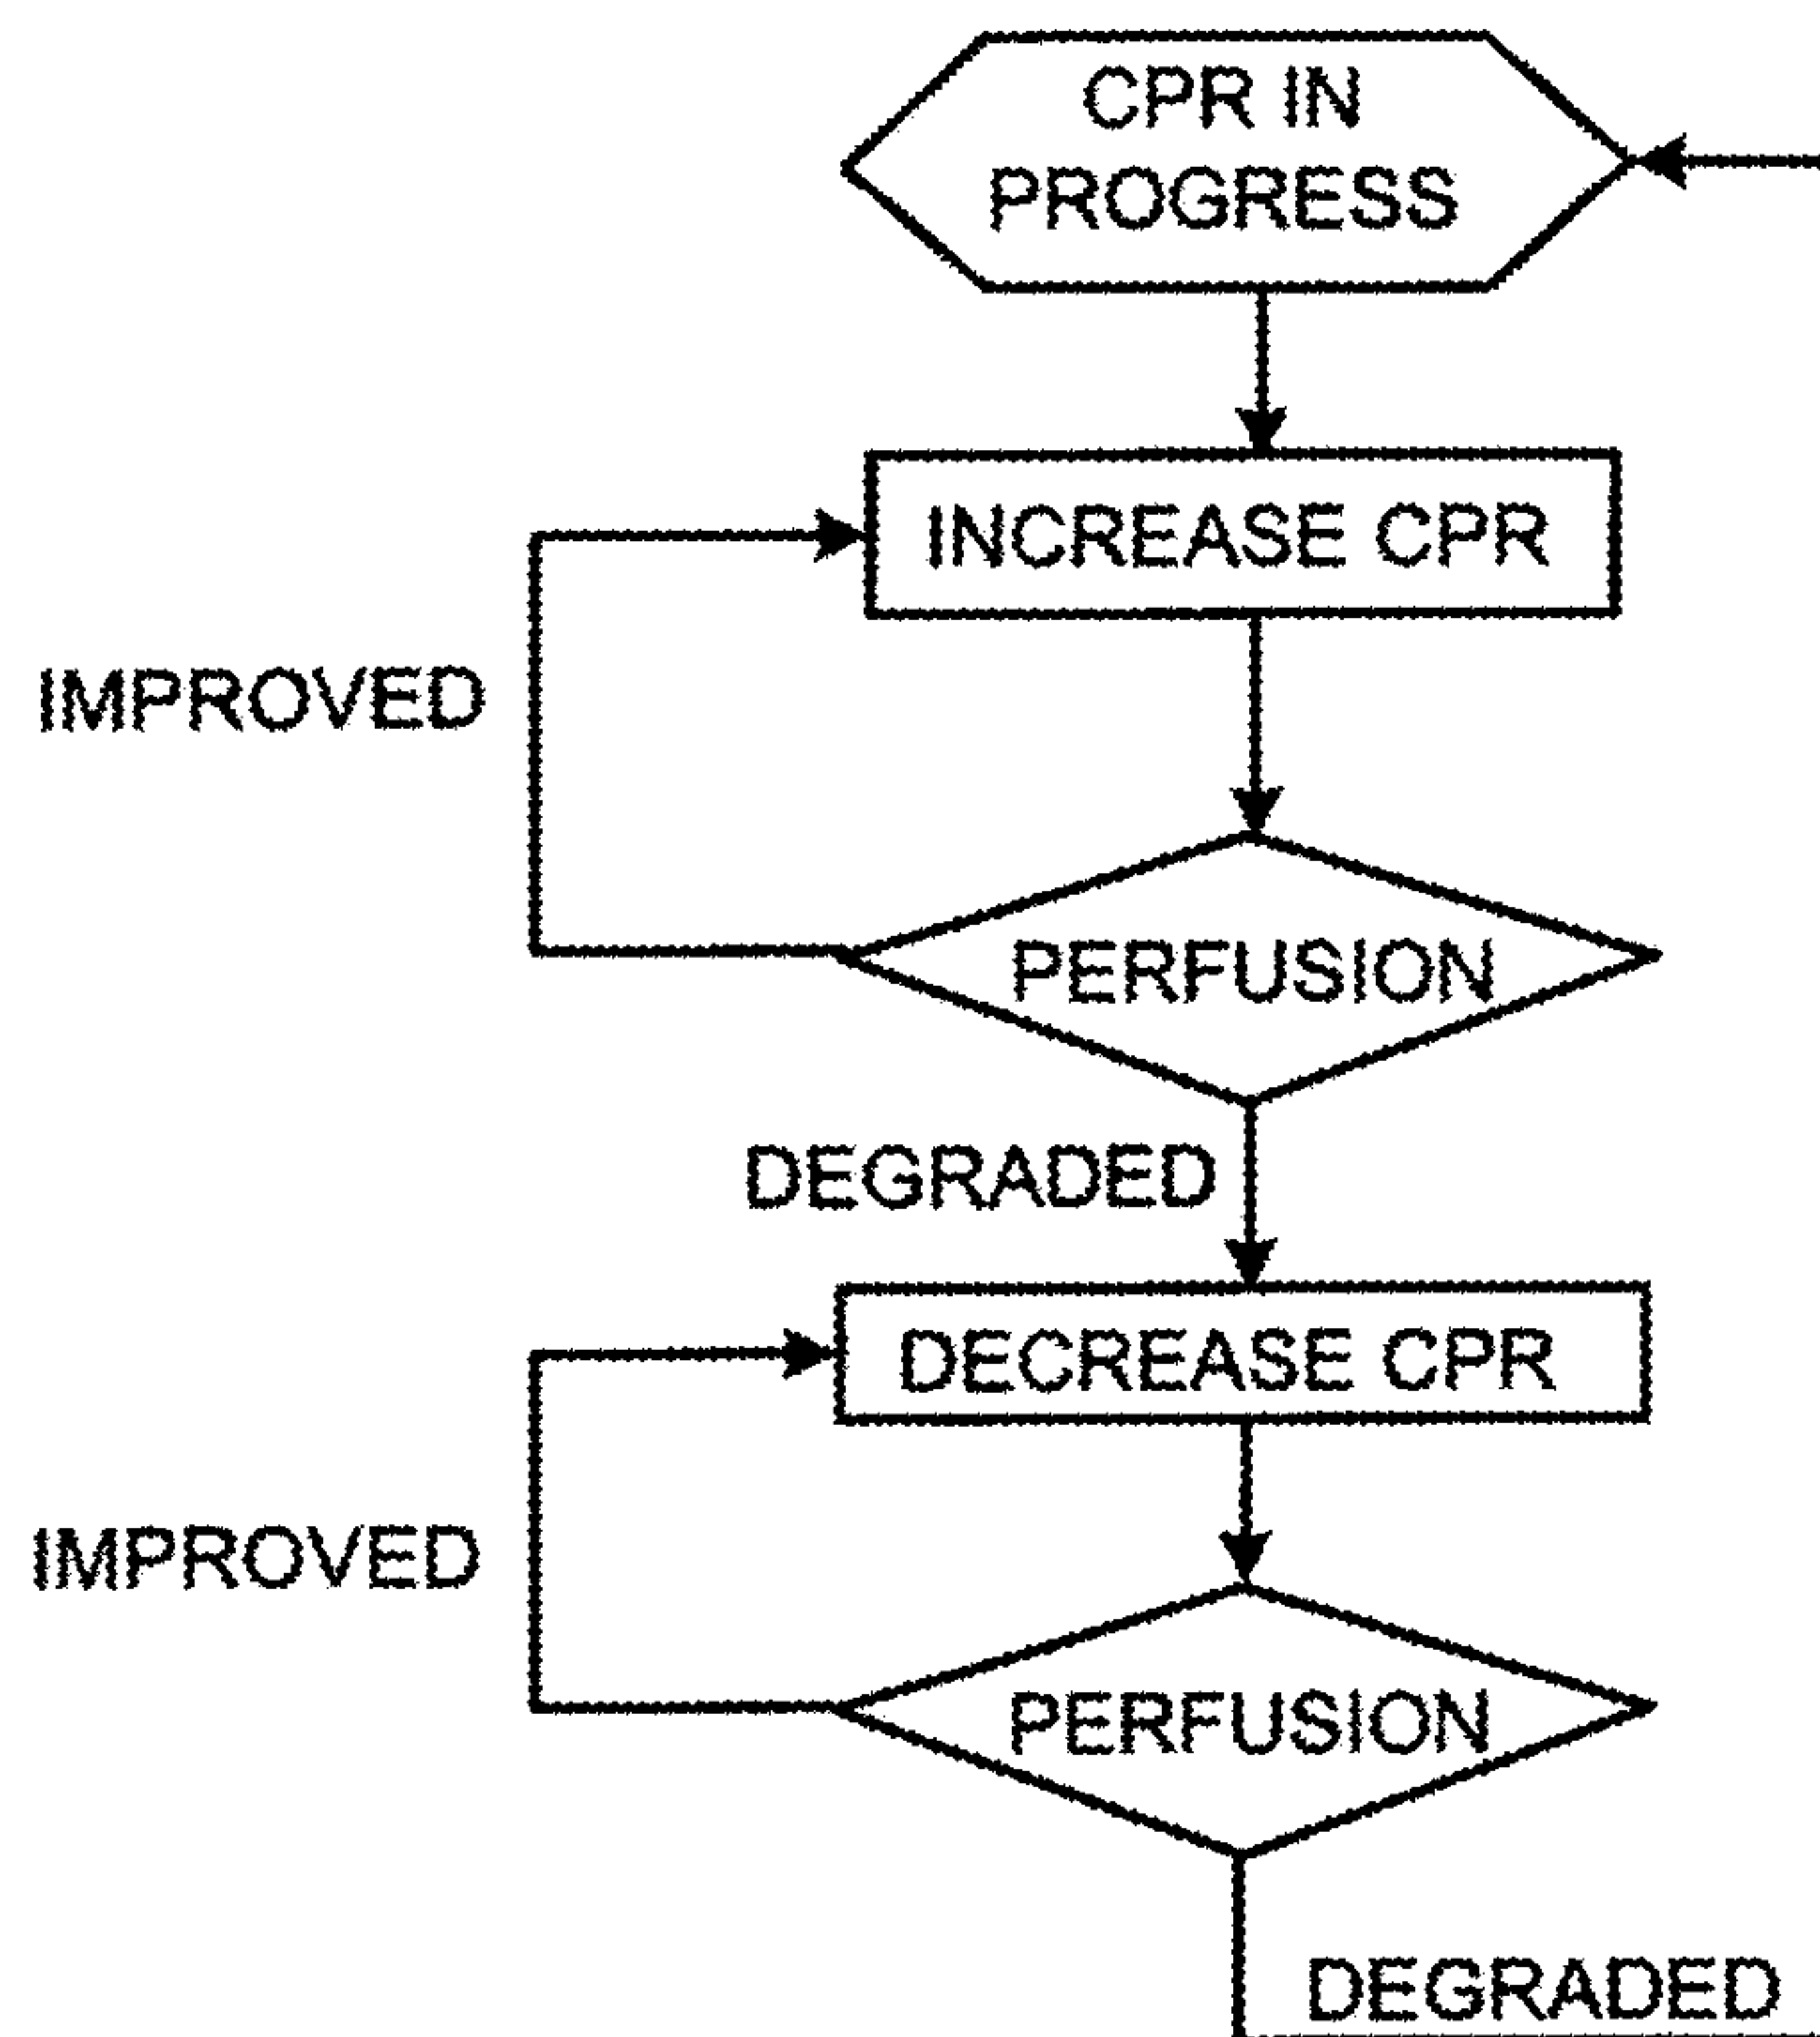 CPR IN
PROGRESS
INCREASE CPR
IMPROVED
PERFUSION
DEGRADED
DECREASE CPR
IMPROVED
PERFUSION
DEGRADED